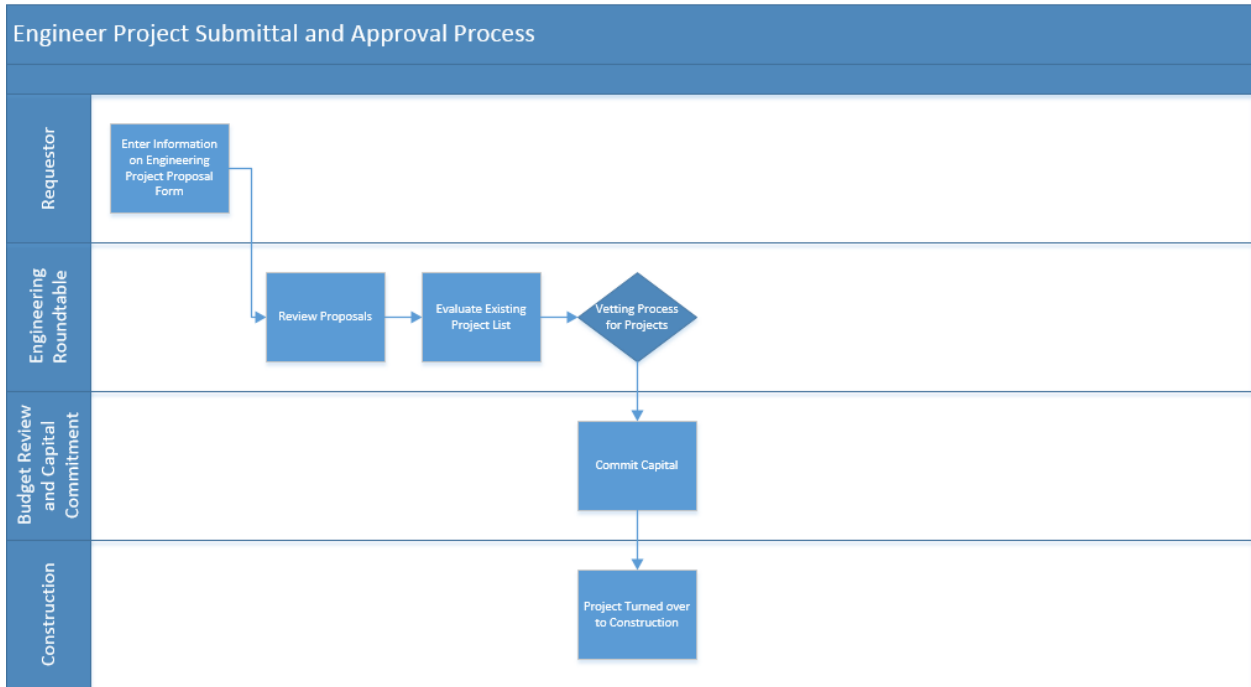 Engineer Project Submittal and Approval Process
Requestor
Enter Information
on Engineering
Project Proposal
Form
Engineering
Roundtable
Review Proposals
Evaluate Existing
Project List
Vetting Process
for Projects
Budget Review
and Capital
Commitment
Commit Capital
Construction
Project Turned over
to Construction